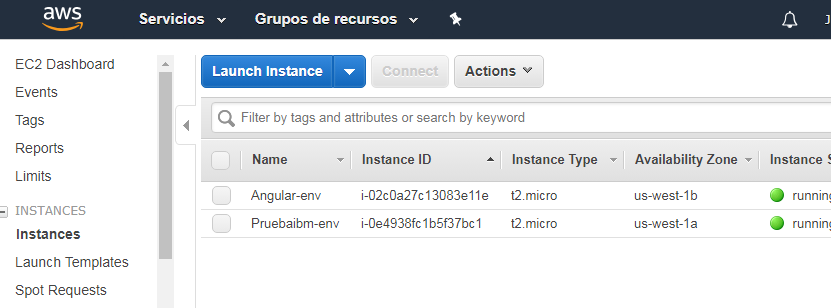 aws Servicios Grupos de recursos J
EC2 Dashboard
Events
Tags
Reports
Limits
INSTANCES
Instances
Launch Templates
Spot Requests
Launch Instance Connect Actions
Filter by tags and attributes or search by keyword
Name Instance ID Instance Type Availability Zone Instance S
Angular-env i-02c0a27c13083e11e t2.micro us-west-1b running
Pruebaibm-env i-0e4938fc1b5f37bc1 t2.micro us-west-1a running